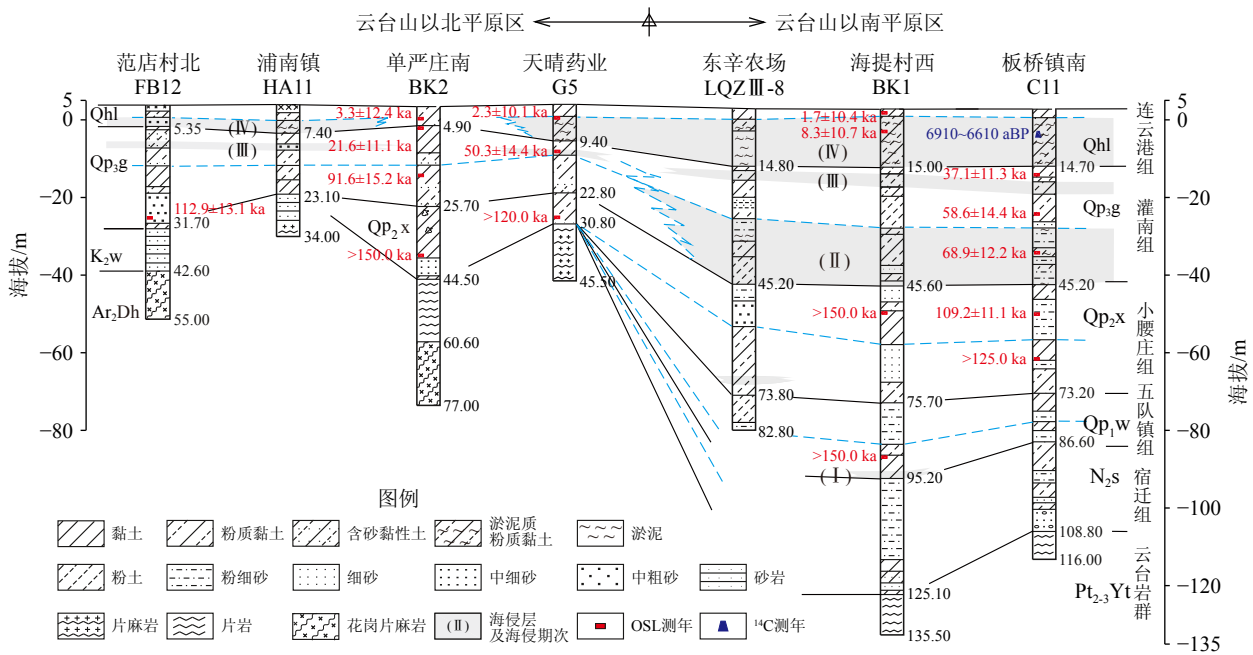 云台山以北平原区 云台山以南平原区
范店村北 浦南镇 单严庄南 天晴药业 东辛农场 海提村西 板桥镇南
FB12 HA11 BK2 G5 LQZⅢ-8 BK1 C11
海拔/m
5
0
−20
−40
−60
−80
Qhl
Qp₃g
K₂w
Ar₂Dh
5.35
31.70
42.60
55.00
112.9±13.1 ka
7.40
23.10
34.00
(Ⅳ)
(Ⅲ)
3.3±12.4 ka
4.90
21.6±11.1 ka
91.6±15.2 ka
25.70
Qp₂x
>150.0 ka
44.50
60.60
77.00
2.3±10.1 ka
9.40
50.3±14.4 ka
22.80
>120.0 ka
30.80
45.50
14.80
45.20
73.80
82.80
1.7±10.4 ka
8.3±10.7 ka
(Ⅳ)
15.00
(Ⅲ)
(Ⅱ)
45.60
>150.0 ka
75.70
>150.0 ka
(Ⅰ)
95.20
125.10
135.50
6910~6610 aBP
14.70
37.1±11.3 ka
58.6±14.4 ka
68.9±12.2 ka
45.20
109.2±11.1 ka
>125.0 ka
73.20
86.60
108.80
116.00
Qhl
Qp₃g
Qp₂x
Qp₁w
N₂s
Pt₂₋₃Yt
连云港组
灌南组
小腰庄组
五队镇组
宿迁组
云台岩群
5
0
−20
−40
−60
−80
−100
−120
−135
海拔/m
图例
黏土 粉质黏土 含砂黏性土 淤泥质粉质黏土 淤泥
粉土 粉细砂 细砂 中细砂 中粗砂 砂岩
片麻岩 片岩 花岗片麻岩 (Ⅱ) 海侵层及海侵期次 OSL测年 ¹⁴C测年